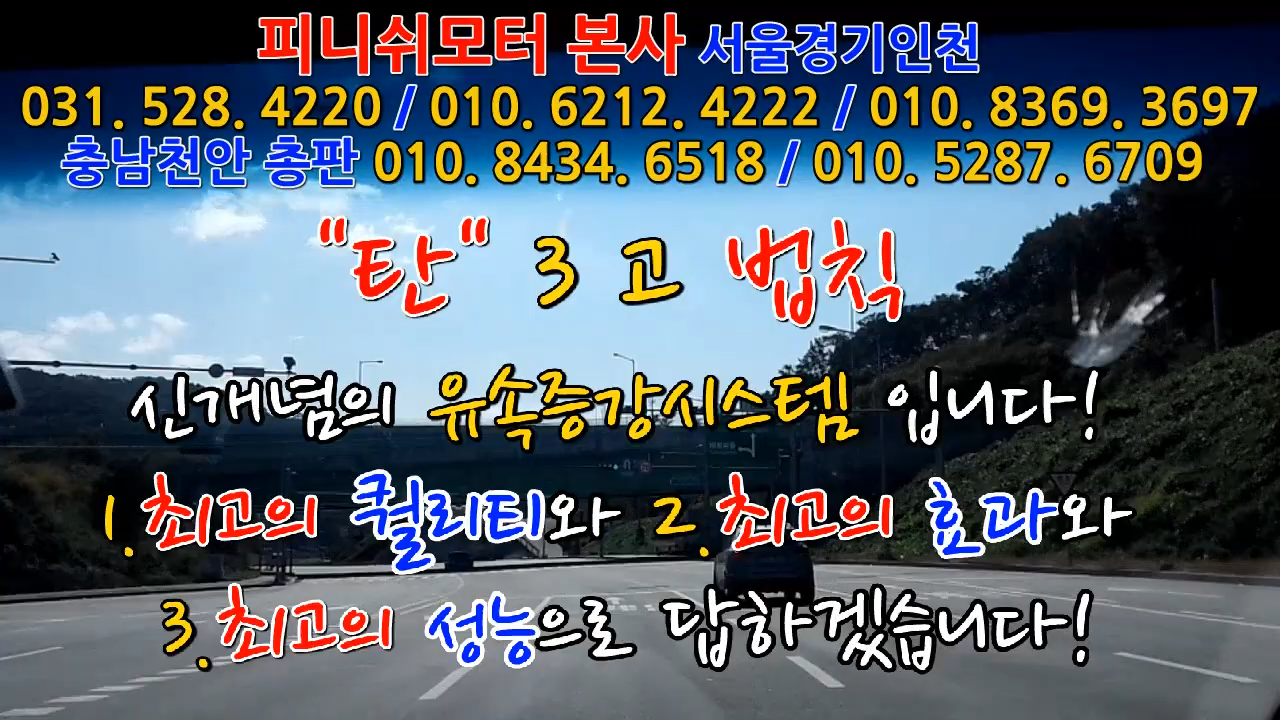 피니쉬모터 본사 서울경기인천
031. 528. 4220 / 010. 6212. 4222 / 010. 8369. 3697
충남천안 총판 010. 8434. 6518 / 010. 5287. 6709
"탄" 3 고 법칙
신개념의 유속증강시스템 입니다!
1. 최고의 퀄리티와 2. 최고의 효과와
3. 최고의 성능으로 답하겠습니다!